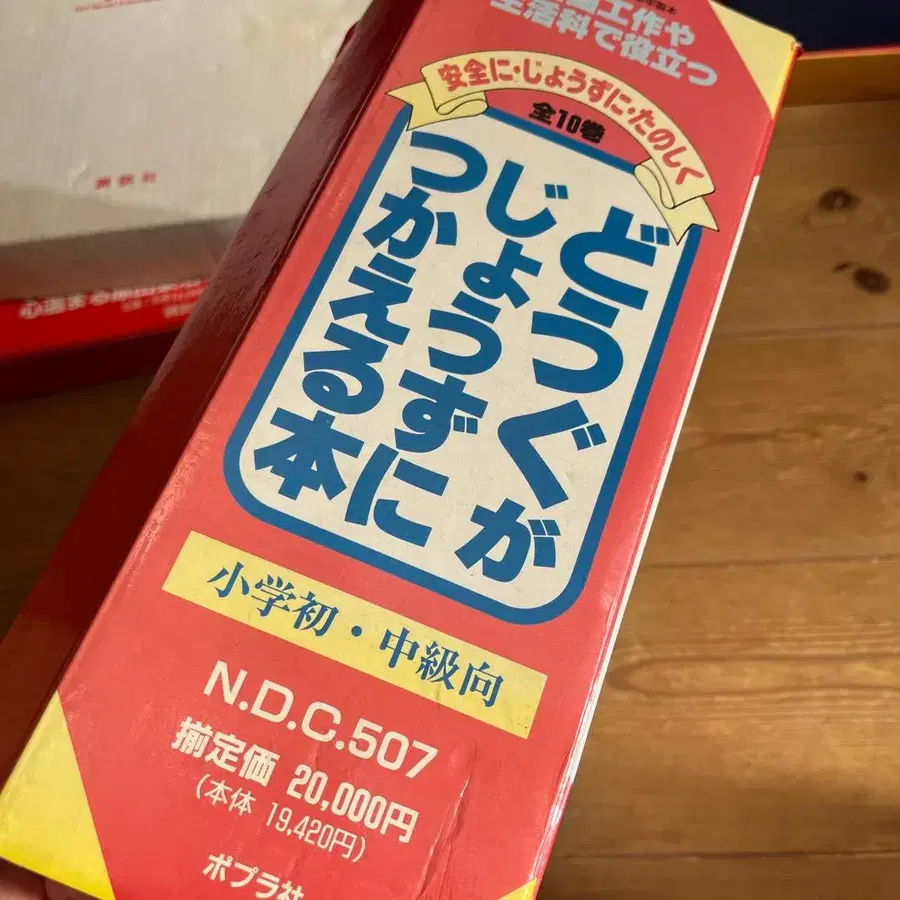 工作や
生活科で役立つ
安全に・じょうずに・たのしく
全10巻
どうぐが
じょうずに
つかえる本
小学初・中級向
N.D.C.507
揃定価 20,000円
(本体 19,420円)
ポプラ社